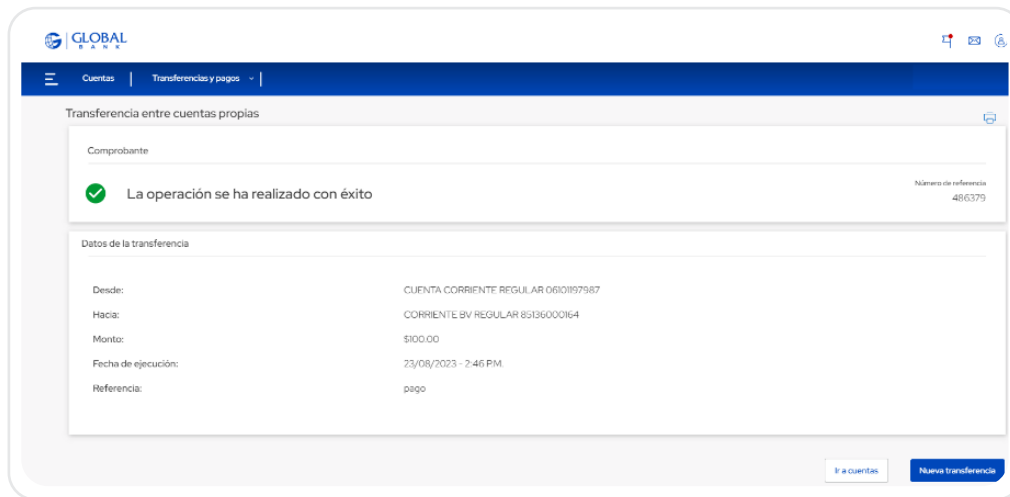 GLOBAL
BANK
Cuentas | Transferencias y pagos
Transferencia entre cuentas propias
Comprobante
La operación se ha realizado con éxito
Número de referencia
486379
Datos de la transferencia
Desde: CUENTA CORRIENTE REGULAR 06101197987
Hacia: CORRIENTE BV REGULAR 85136000164
Monto: $100.00
Fecha de ejecución: 23/08/2023 - 2:46 P.M.
Referencia: pago
Ir a cuentas
Nueva transferencia